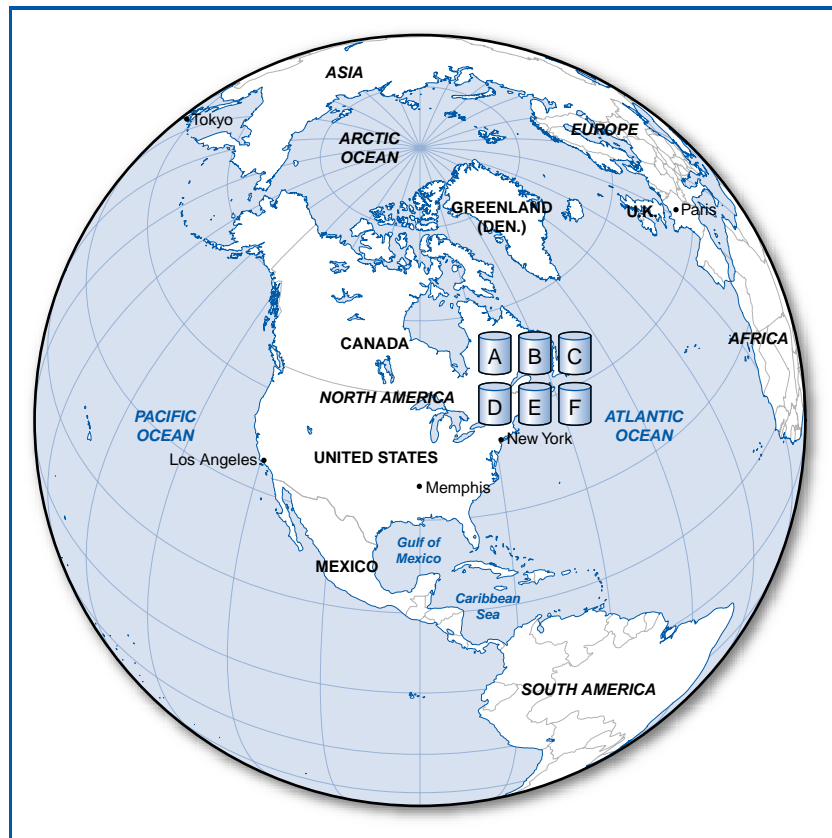 ASIA
Tokyo
EUROPE
ARCTIC
OCEAN
GREENLAND
(DEN.)
U.K.
Paris
AFRICA
CANADA
A B C
NORTH AMERICA
D E F
PACIFIC
OCEAN
ATLANTIC
OCEAN
New York
Los Angeles
UNITED STATES
Memphis
Gulf of
Mexico
MEXICO
Caribbean
Sea
SOUTH AMERICA